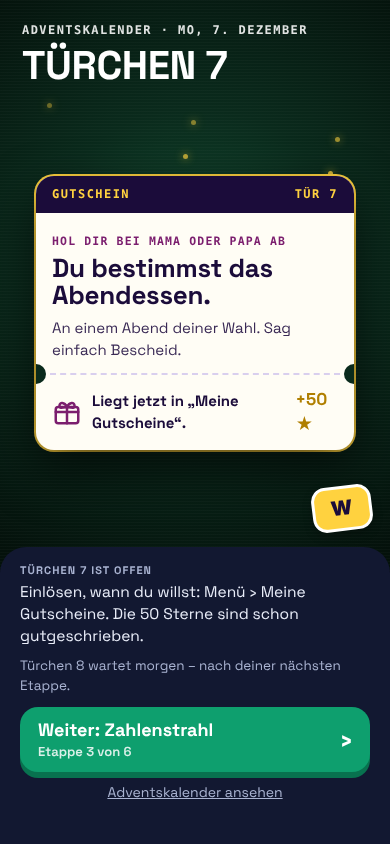 ADVENTSKALENDER · MO, 7. DEZEMBER
TÜRCHEN 7
GUTSCHEIN
TÜR 7
HOL DIR BEI MAMA ODER PAPA AB
Du bestimmst das
Abendessen.
An einem Abend deiner Wahl. Sag
einfach Bescheid.
Liegt jetzt in „Meine
Gutscheine“.
+50
★
W
TÜRCHEN 7 IST OFFEN
Einlösen, wann du willst: Menü › Meine
Gutscheine. Die 50 Sterne sind schon
gutgeschrieben.
Türchen 8 wartet morgen – nach deiner nächsten
Etappe.
Weiter: Zahlenstrahl
Etappe 3 von 6
>
Adventskalender ansehen